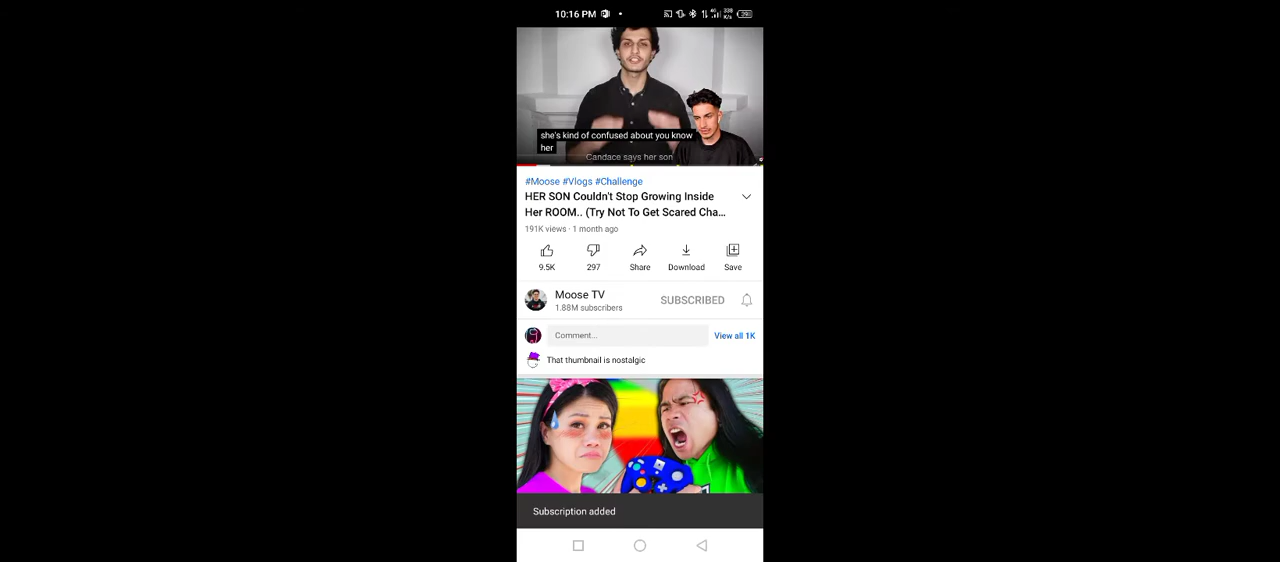 10:16 PM
4G
338
K/s
39
she's kind of confused about you know
her
Candace says her son
#Moose #Vlogs #Challenge
HER SON Couldn't Stop Growing Inside
Her ROOM.. (Try Not To Get Scared Cha...
191K views · 1 month ago
9.5K
297
Share
Download
Save
Moose TV
1.88M subscribers
SUBSCRIBED
Comment...
View all 1K
That thumbnail is nostalgic
Subscription added